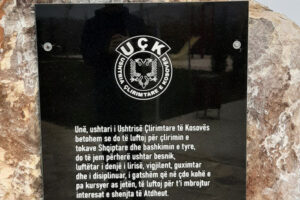 UÇK
USHTRIA ÇLIRIMTARE E KOSOVËS
Unë, ushtari i Ushtrisë Çlirimtare të Kosovës
betohem se do të luftoj për çlirimin e
tokave Shqiptare dhe bashkimin e tyre,
do të jem përherë ushtar besnik,
luftëtar i denjë i lirisë, vigjilent, guximtar
dhe i disiplinuar, i gatshëm që në çdo kohë e
pa kursyer as jetën, të luftoj për t'i mbrojtur
interesat e shenjta të Atdheut.